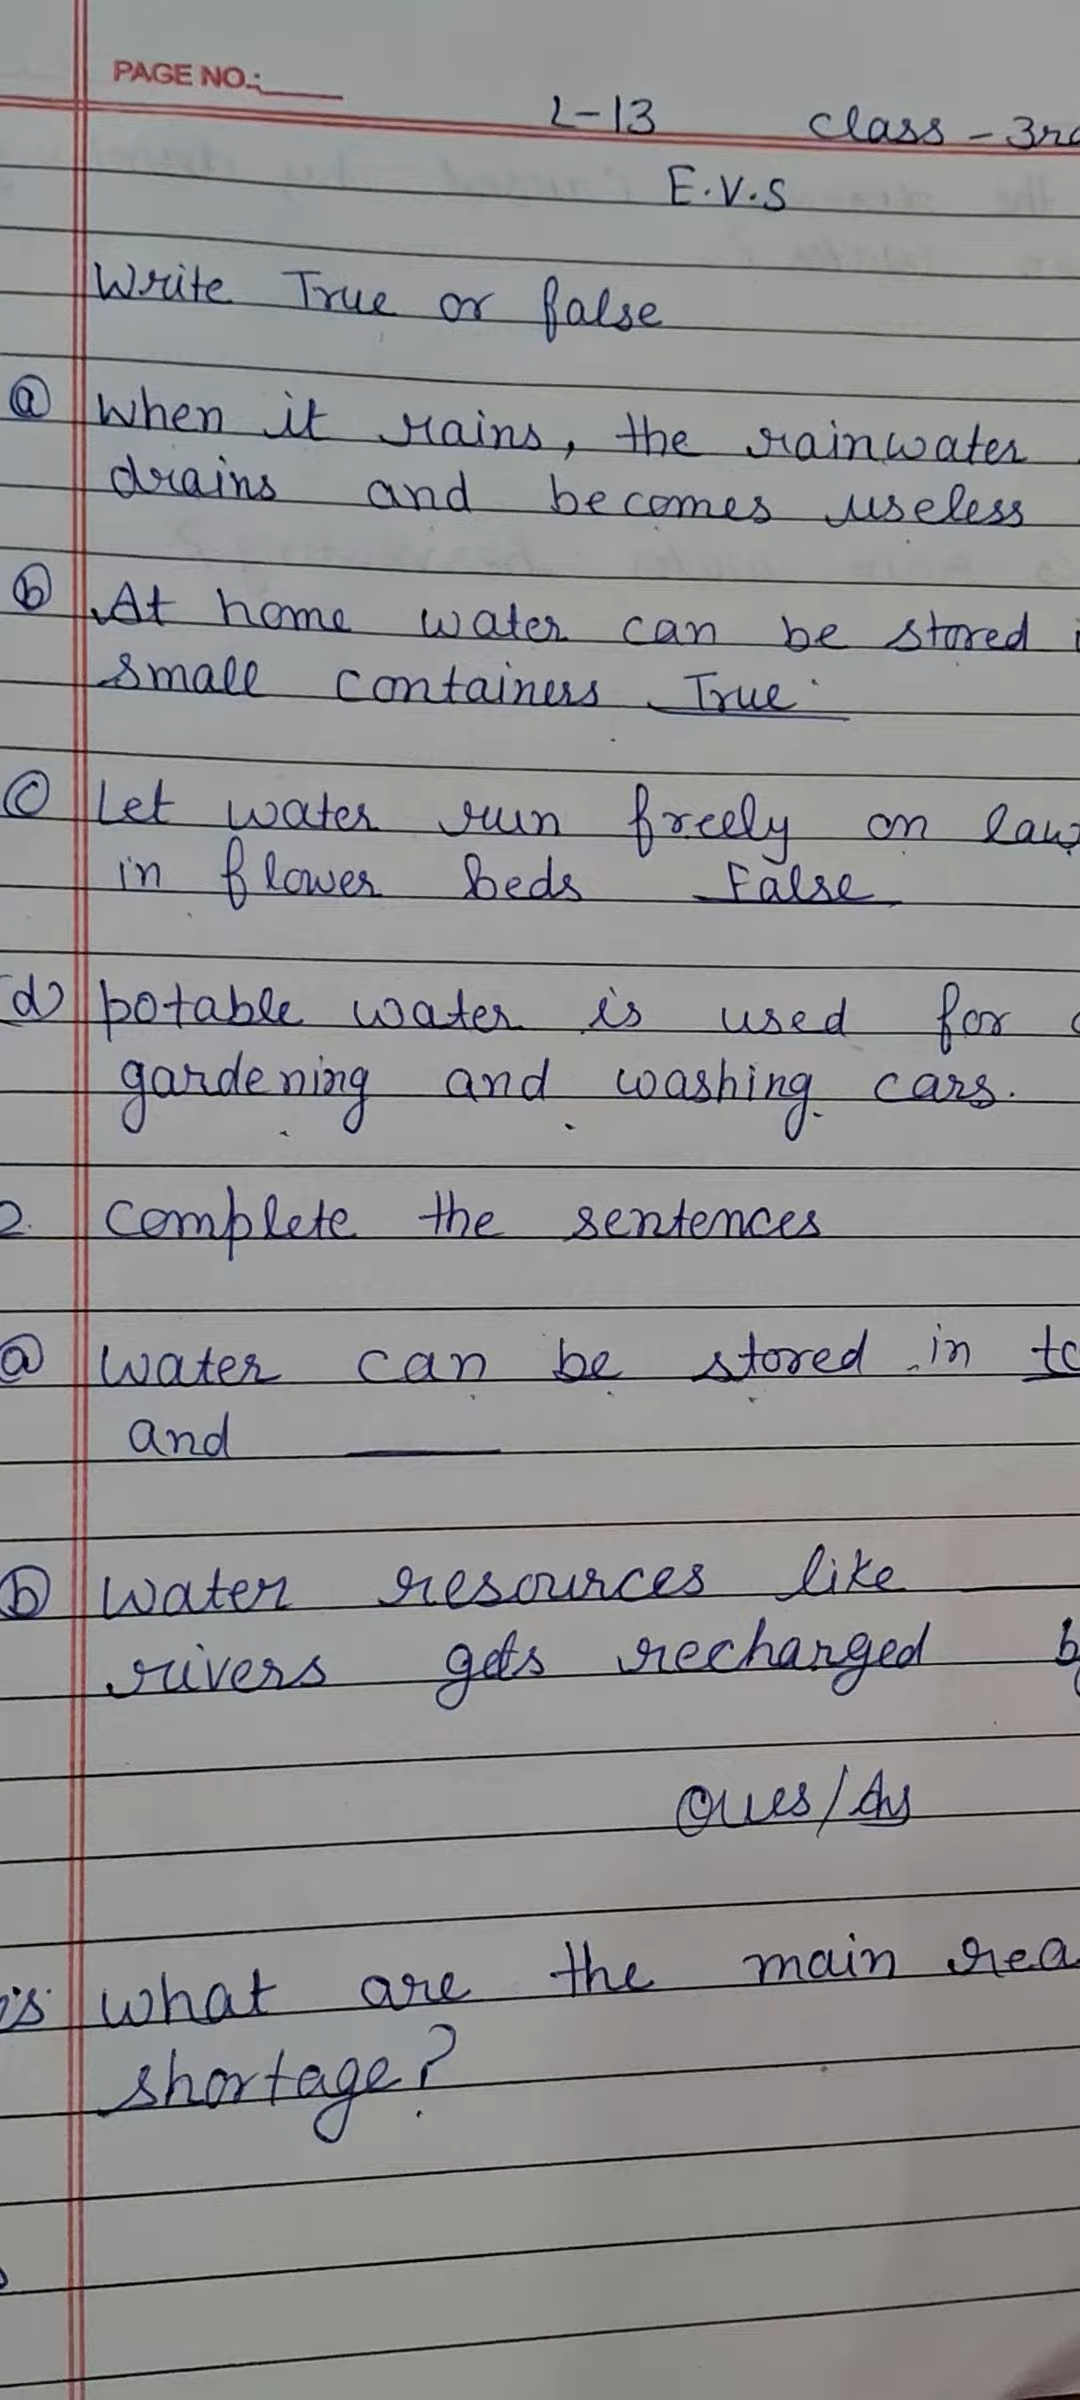 PAGE NO.:
L-13 class - 3rd
E.V.S
Write True or false
(a) When it rains, the rainwater
drains and becomes useless
(b) At home water can be stored
small containers True
(c) Let water run freely on
in flower beds False
(d) potable water is used for
gardening and washing cars.
2. complete the sentences
(a) water can be stored in
and
(b) water resources like
rivers gets recharged
Ques/Ans
what are the main
shortage?